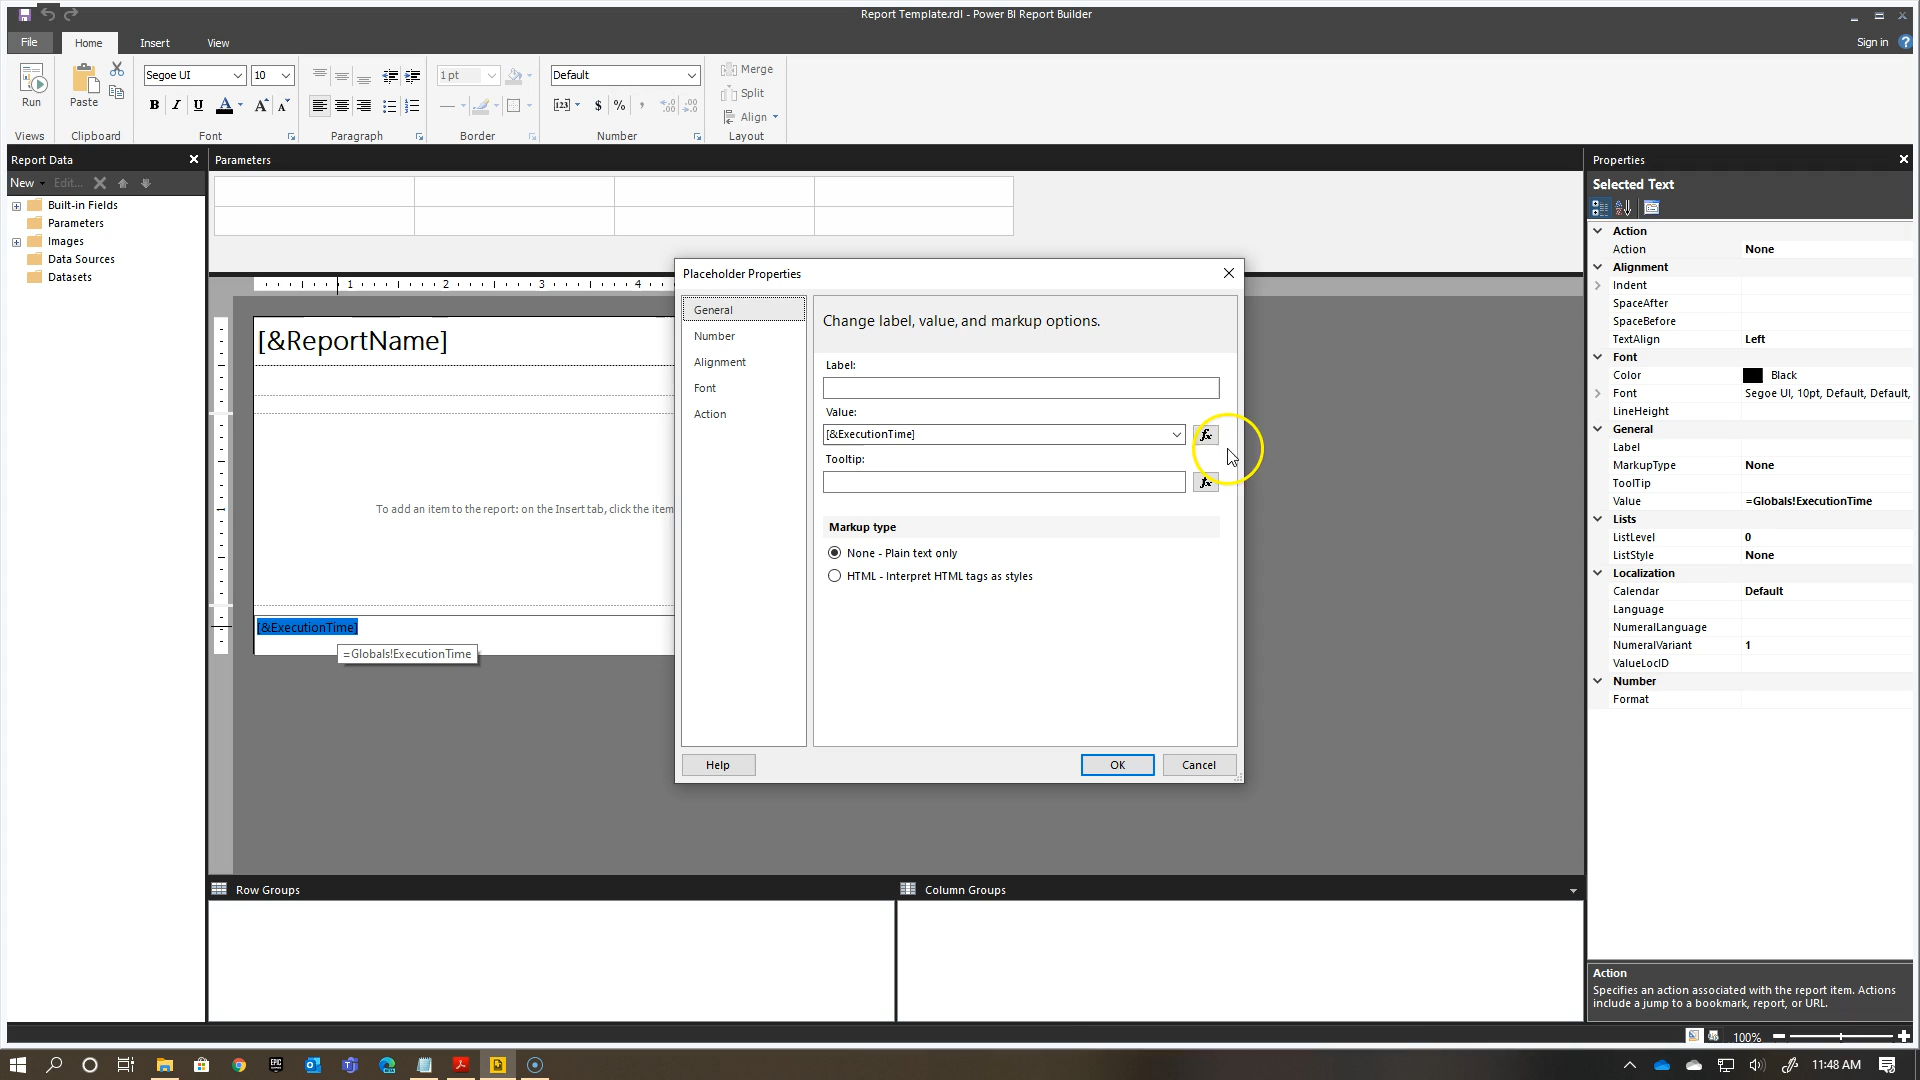 Report Template.rdl - Power BI Report Builder
File Home Insert View
Sign in
Segoe UI 10 1 pt Default
Merge
Split
Align
Run Paste
B I U A A A $ % ,
Views Clipboard Font Paragraph Border Number Layout
Report Data
New Edit...
Built-in Fields
Parameters
Images
Data Sources
Datasets
Parameters
1 2 3 4
[&ReportName]
To add an item to the report: on the Insert tab, click the item
1
[&ExecutionTime]
=Globals!ExecutionTime
Placeholder Properties
General
Number
Alignment
Font
Action
Change label, value, and markup options.
Label:
Value:
[&ExecutionTime]
fx
Tooltip:
fx
Markup type
None - Plain text only
HTML - Interpret HTML tags as styles
Help OK Cancel
Row Groups Column Groups
Properties
Selected Text
Action
Action None
Alignment
Indent
SpaceAfter
SpaceBefore
TextAlign Left
Font
Color Black
Font Segoe UI, 10pt, Default, Default,
LineHeight
General
Label
MarkupType None
ToolTip
Value =Globals!ExecutionTime
Lists
ListLevel 0
ListStyle None
Localization
Calendar Default
Language
NumeralLanguage
NumeralVariant 1
ValueLocID
Number
Format
Action
Specifies an action associated with the report item. Actions
include a jump to a bookmark, report, or URL.
100%
11:48 AM